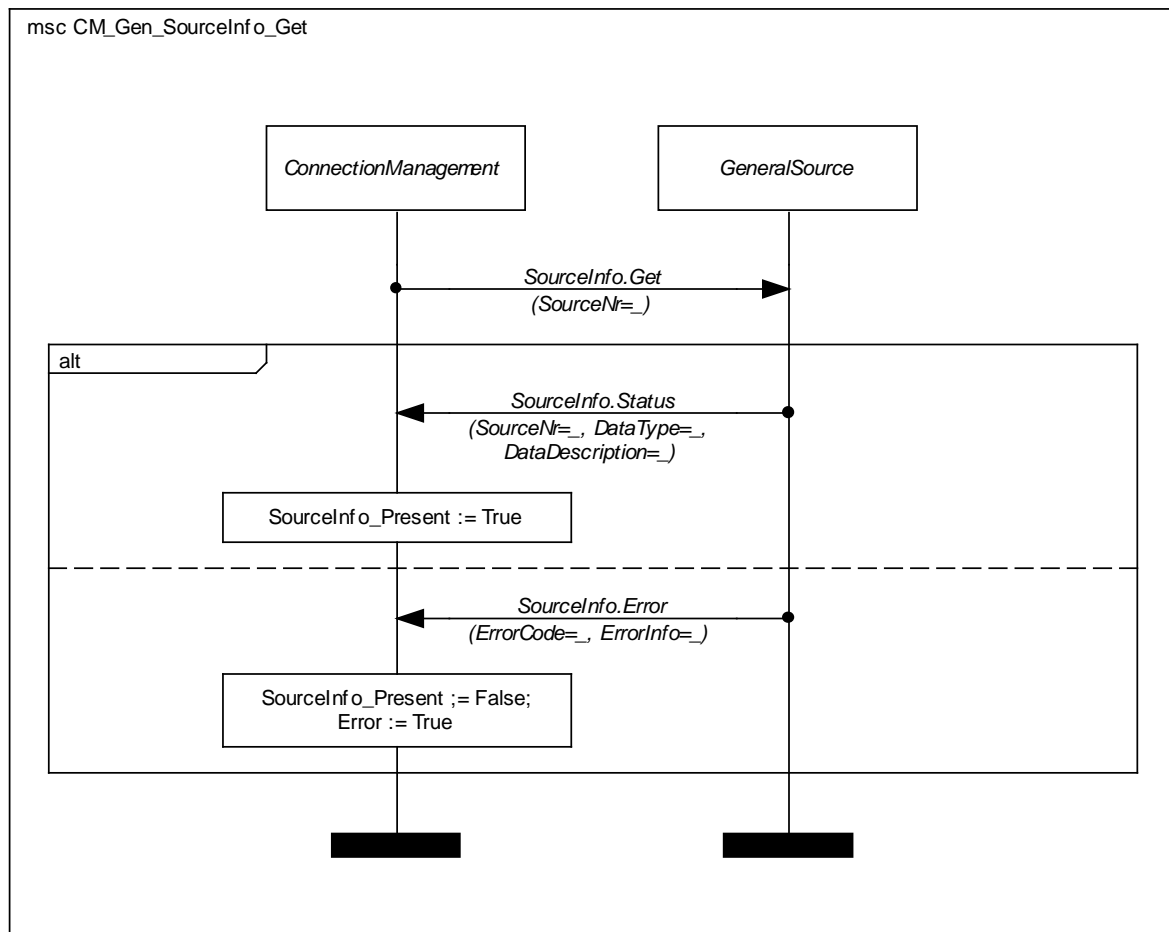 msc CM_Gen_SourceInfo_Get
ConnectionManagement
GeneralSource
SourceInfo.Get
(SourceNr=_)
alt
SourceInfo.Status
(SourceNr=_, DataType=_,
DataDescription=_)
SourceInfo_Present := True
SourceInfo.Error
(ErrorCode=_, ErrorInfo=_)
SourceInfo_Present ;= False;
Error := True